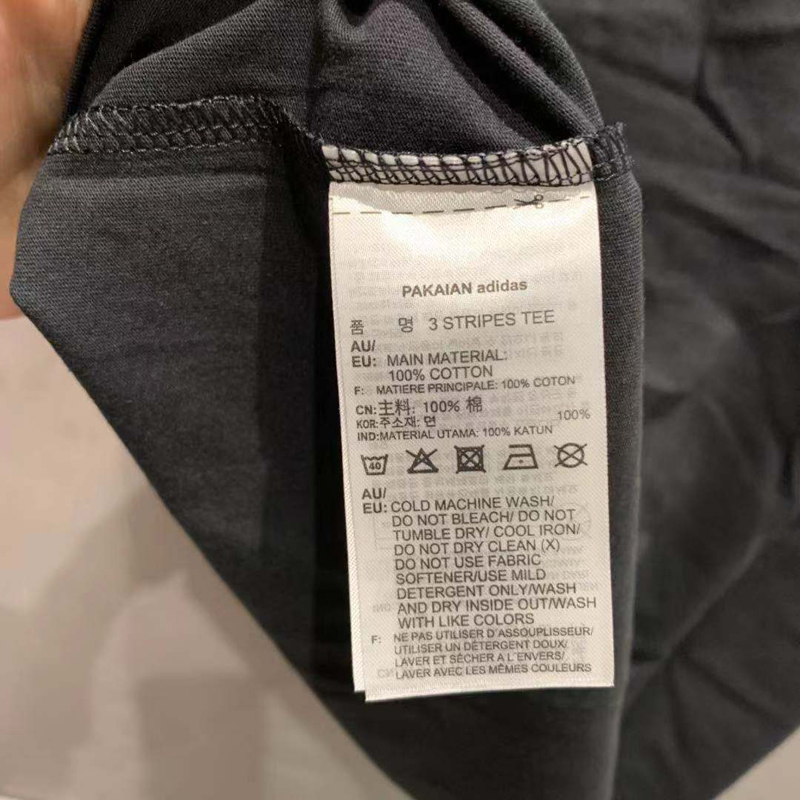 PAKAIAN adidas
품 명 3 STRIPES TEE
AU/
EU: MAIN MATERIAL:
100% COTTON
F: MATIERE PRINCIPALE: 100% COTON
CN:主料: 100% 棉
KOR:주소재: 면 100%
IND:MATERIAL UTAMA: 100% KATUN
40
AU/
EU: COLD MACHINE WASH/
DO NOT BLEACH/ DO NOT
TUMBLE DRY/ COOL IRON/
DO NOT DRY CLEAN (X)
DO NOT USE FABRIC
SOFTENER/USE MILD
DETERGENT ONLY/WASH
AND DRY INSIDE OUT/WASH
WITH LIKE COLORS
F: NE PAS UTILISER D'ASSOUPLISSEUR/
UTILISER UN DÉTERGENT DOUX/
LAVER ET SÉCHER A L'ENVERS/
LAVER AVEC LES MÊMES COULEURS